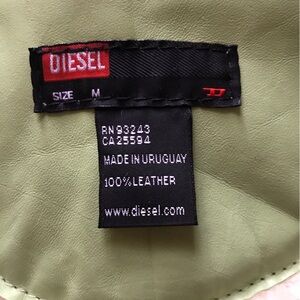 DIESEL
SIZE M
RN 93243
CA 25594
MADE IN URUGUAY
100% LEATHER
www.diesel.com